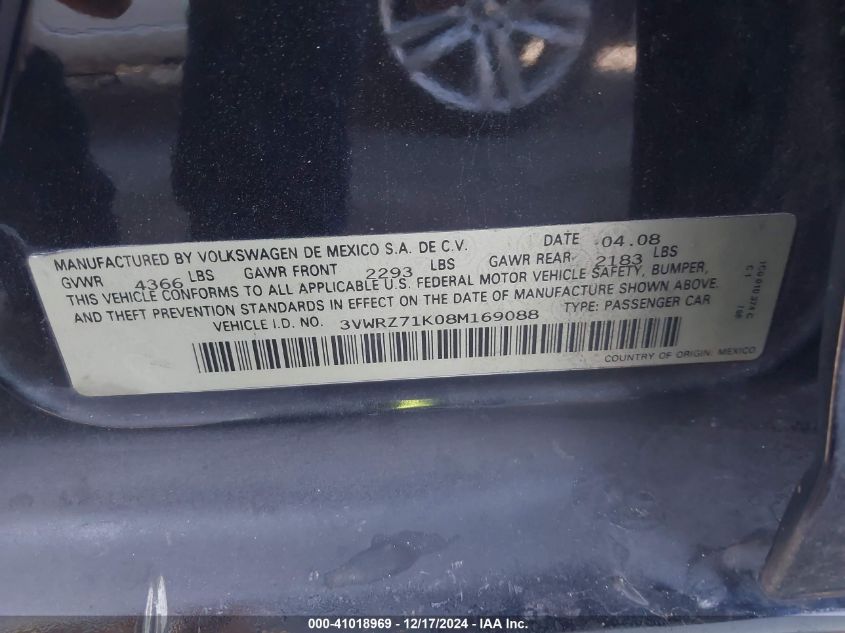 MANUFACTURED BY VOLKSWAGEN DE MEXICO S.A. DE C.V. DATE 04.08
GVWR 4366 LBS GAWR FRONT 2293 LBS GAWR REAR 2183 LBS
THIS VEHICLE CONFORMS TO ALL APPLICABLE U.S. FEDERAL MOTOR VEHICLE SAFETY, BUMPER,
AND THEFT PREVENTION STANDARDS IN EFFECT ON THE DATE OF MANUFACTURE SHOWN ABOVE.
VEHICLE I.D. NO. 3VWRZ71K08M169088 TYPE: PASSENGER CAR
COUNTRY OF ORIGIN: MEXICO
000-41018969 - 12/17/2024 - IAA, Inc.